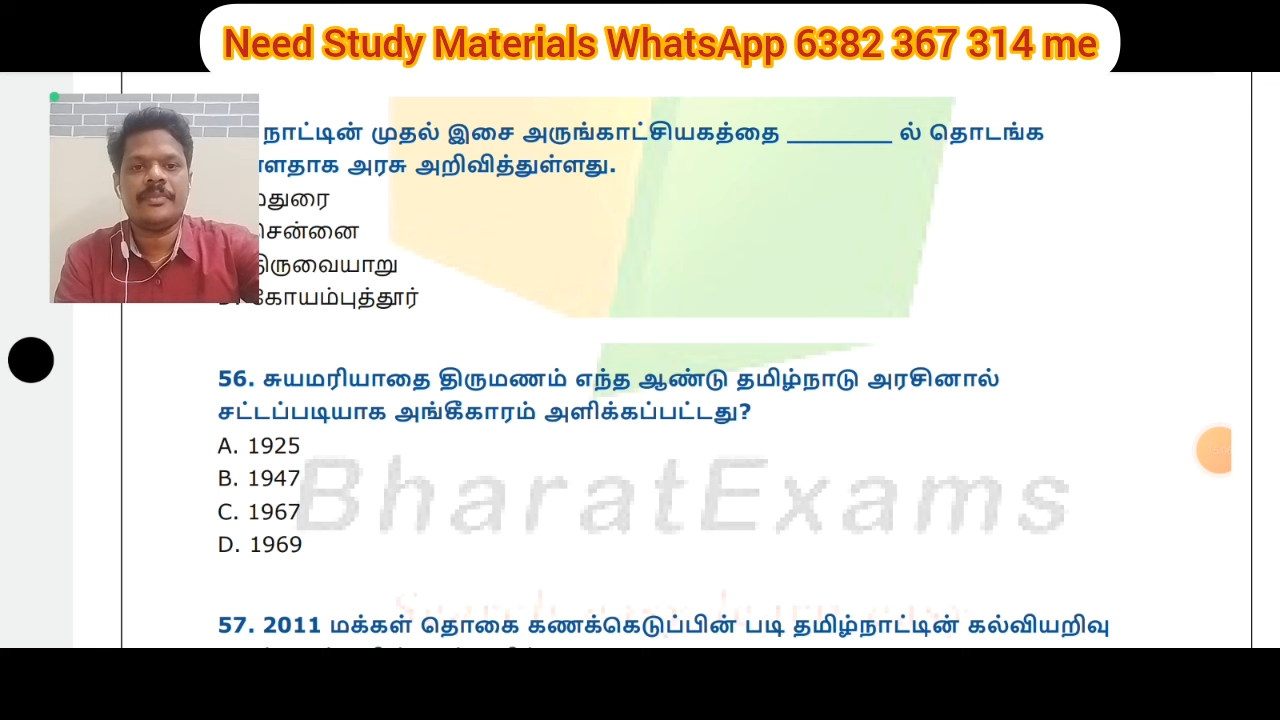 Need Study Materials WhatsApp 6382 367 314 me
நாட்டின் முதல் இசை அருங்காட்சியகத்தை _________ ல் தொடங்க
அரசு அறிவித்துள்ளது.
மதுரை
சென்னை
திருவையாறு
கோயம்புத்தூர்
56. சுயமரியாதை திருமணம் எந்த ஆண்டு தமிழ்நாடு அரசினால்
சட்டப்படியாக அங்கீகாரம் அளிக்கப்பட்டது?
A. 1925
B. 1947
C. 1967
D. 1969
BharatExams
57. 2011 மக்கள் தொகை கணக்கெடுப்பின் படி தமிழ்நாட்டின் கல்வியறிவு